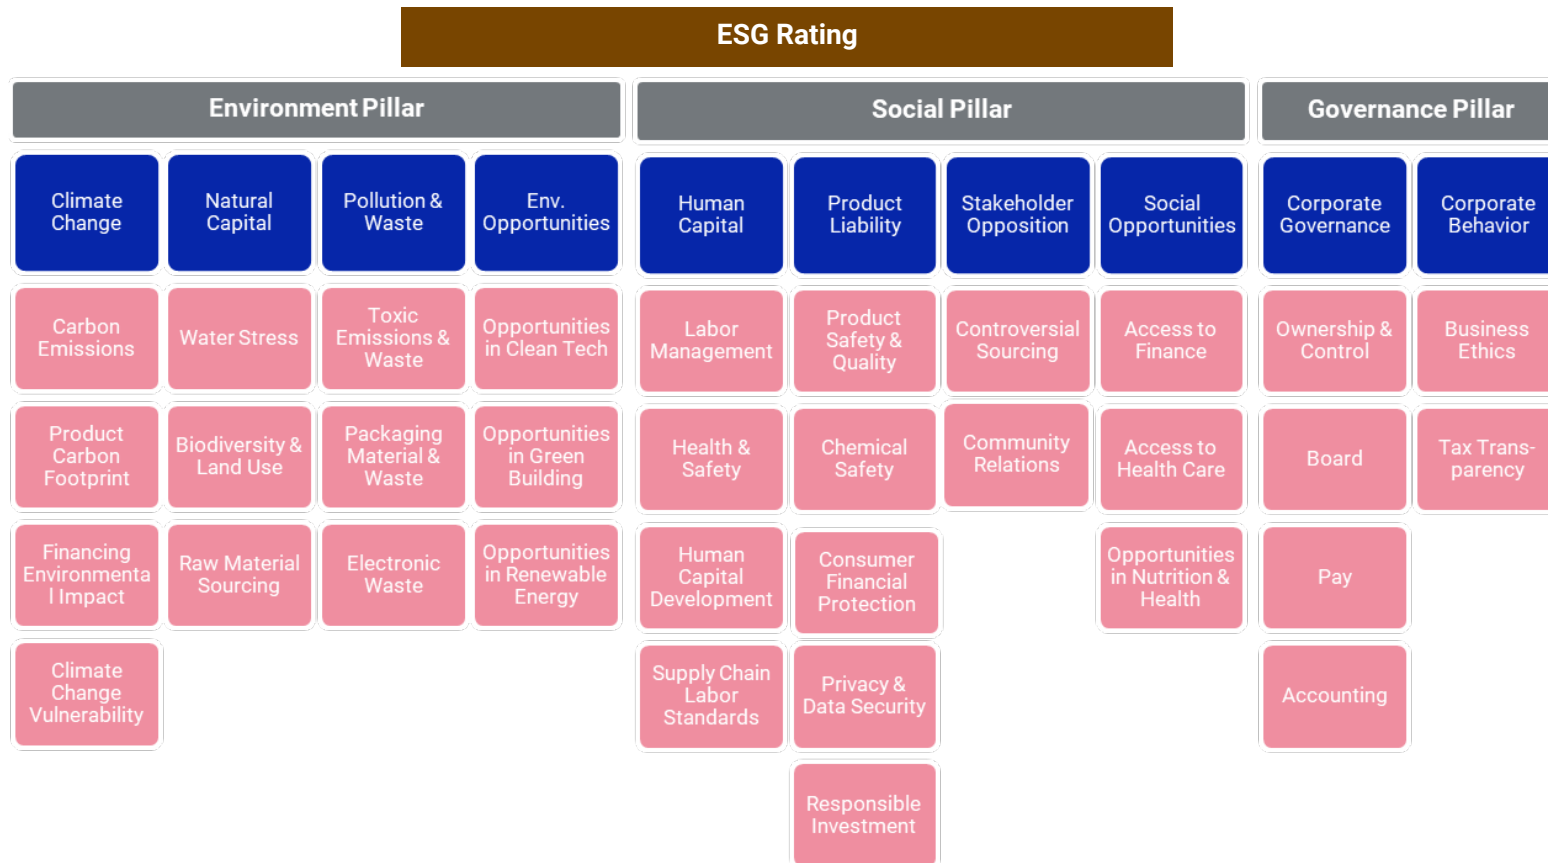 ESG Rating
Environment Pillar
Social Pillar
Governance Pillar
Climate
Change
Natural
Capital
Pollution &
Waste
Env.
Opportunities
Human
Capital
Product
Liability
Stakeholder
Opposition
Social
Opportunities
Corporate
Governance
Corporate
Behavior
Carbon
Emissions
Water Stress
Toxic
Emissions &
Waste
Opportunities
in Clean Tech
Labor
Management
Product
Safety &
Quality
Controversial
Sourcing
Access to
Finance
Ownership &
Control
Business
Ethics
Product
Carbon
Footprint
Biodiversity &
Land Use
Packaging
Material &
Waste
Opportunities
in Green
Building
Health &
Safety
Chemical
Safety
Community
Relations
Access to
Health Care
Board
Tax Trans-
parency
Financing
Environmenta
l Impact
Raw Material
Sourcing
Electronic
Waste
Opportunities
in Renewable
Energy
Human
Capital
Development
Consumer
Financial
Protection
Opportunities
in Nutrition &
Health
Pay
Climate
Change
Vulnerability
Supply Chain
Labor
Standards
Privacy &
Data Security
Accounting
Responsible
Investment